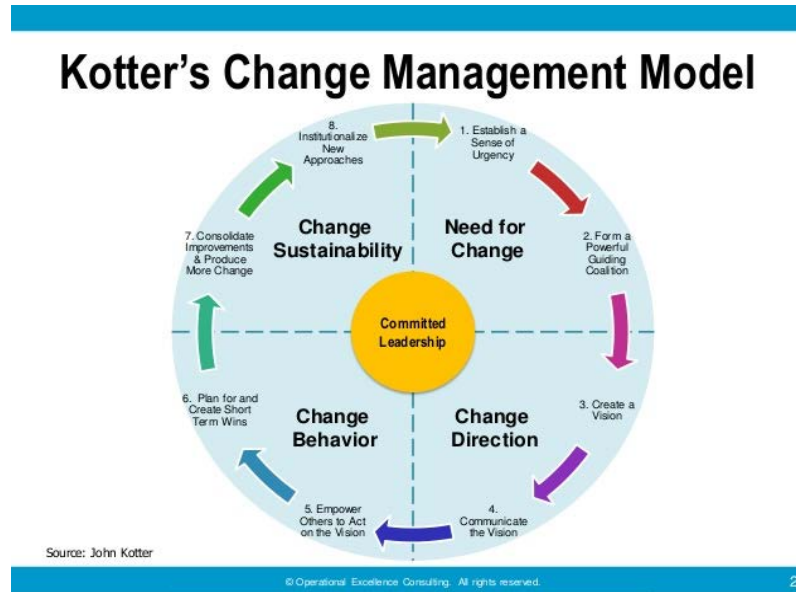 Kotter's Change Management Model
8.
Institutionalize
New
Approaches
1. Establish a
Sense of
Urgency
7. Consolidate
Improvements
& Produce
More Change
Change
Sustainability
Need for
Change
2. Form a
Powerful
Guiding
Coalition
Committed
Leadership
6. Plan for and
Create Short
Term Wins
Change
Behavior
Change
Direction
3. Create a
Vision
5. Empower
Others to Act
on the Vision
4.
Communicate
the Vision
Source: John Kotter
© Operational Excellence Consulting. All rights reserved.
2